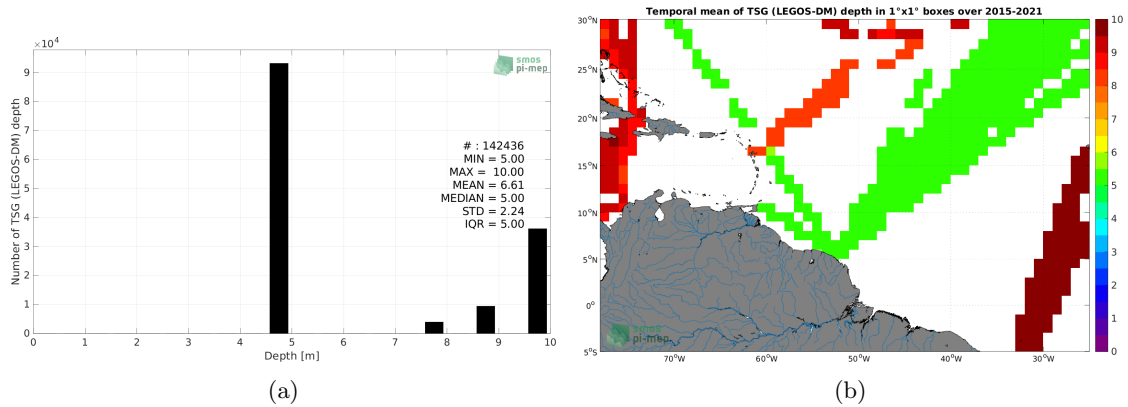 ×10⁴
9
8
7
6
5
4
3
2
1
0
Number of TSG (LEGOS-DM) depth
smos
pi-mep
# : 142436
MIN = 5.00
MAX = 10.00
MEAN = 6.61
MEDIAN = 5.00
STD = 2.24
IQR = 5.00
0 1 2 3 4 5 6 7 8 9 10
Depth [m]
(a)
Temporal mean of TSG (LEGOS-DM) depth in 1°x1° boxes over 2015-2021
30°N
25°N
20°N
15°N
10°N
5°N
0°
5°S
smos
pi-mep
70°W 60°W 50°W 40°W 30°W
10
9
8
7
6
5
4
3
2
1
0
(b)